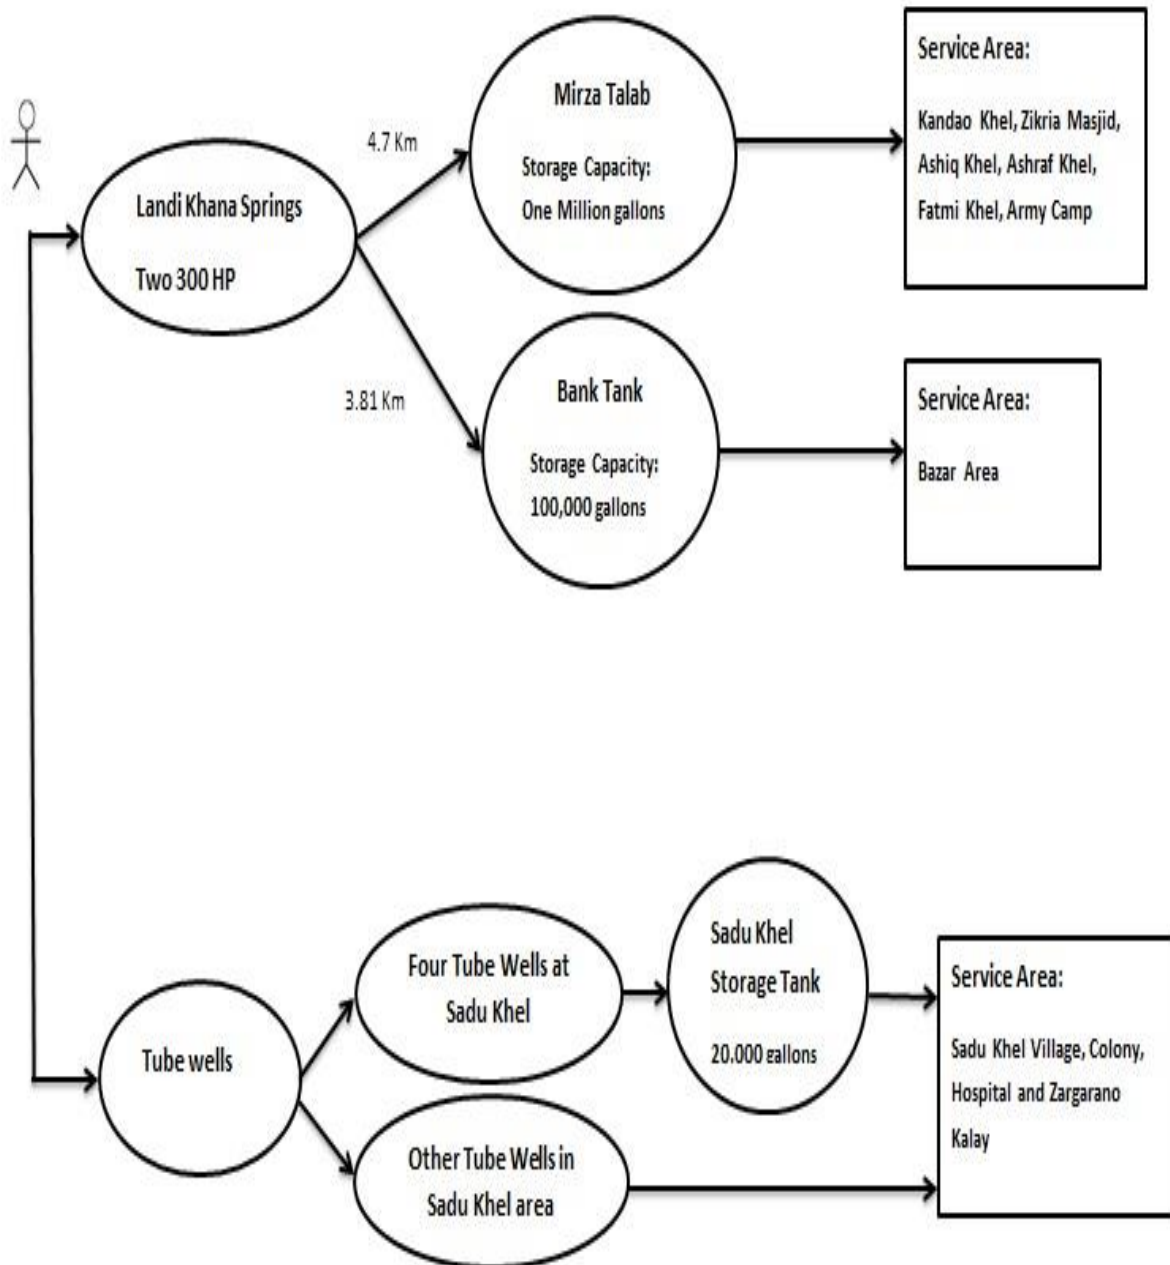 Landi Khana Springs
Two 300 HP
4.7 Km
Mirza Talab
Storage Capacity:
One Million gallons
Service Area:
Kandao Khel, Zikria Masjid,
Ashiq Khel, Ashraf Khel,
Fatmi Khel, Army Camp
3.81 Km
Bank Tank
Storage Capacity:
100,000 gallons
Service Area:
Bazar Area
Tube wells
Four Tube Wells at
Sadu Khel
Sadu Khel
Storage Tank
20.000 gallons
Other Tube Wells in
Sadu Khel area
Service Area:
Sadu Khel Village, Colony,
Hospital and Zargarano
Kalay